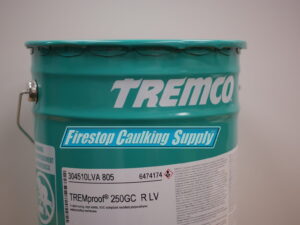 TREMCO
Firestop Caulking Supply
304510LVA 805
6474174
TREMproof® 250GC R LV